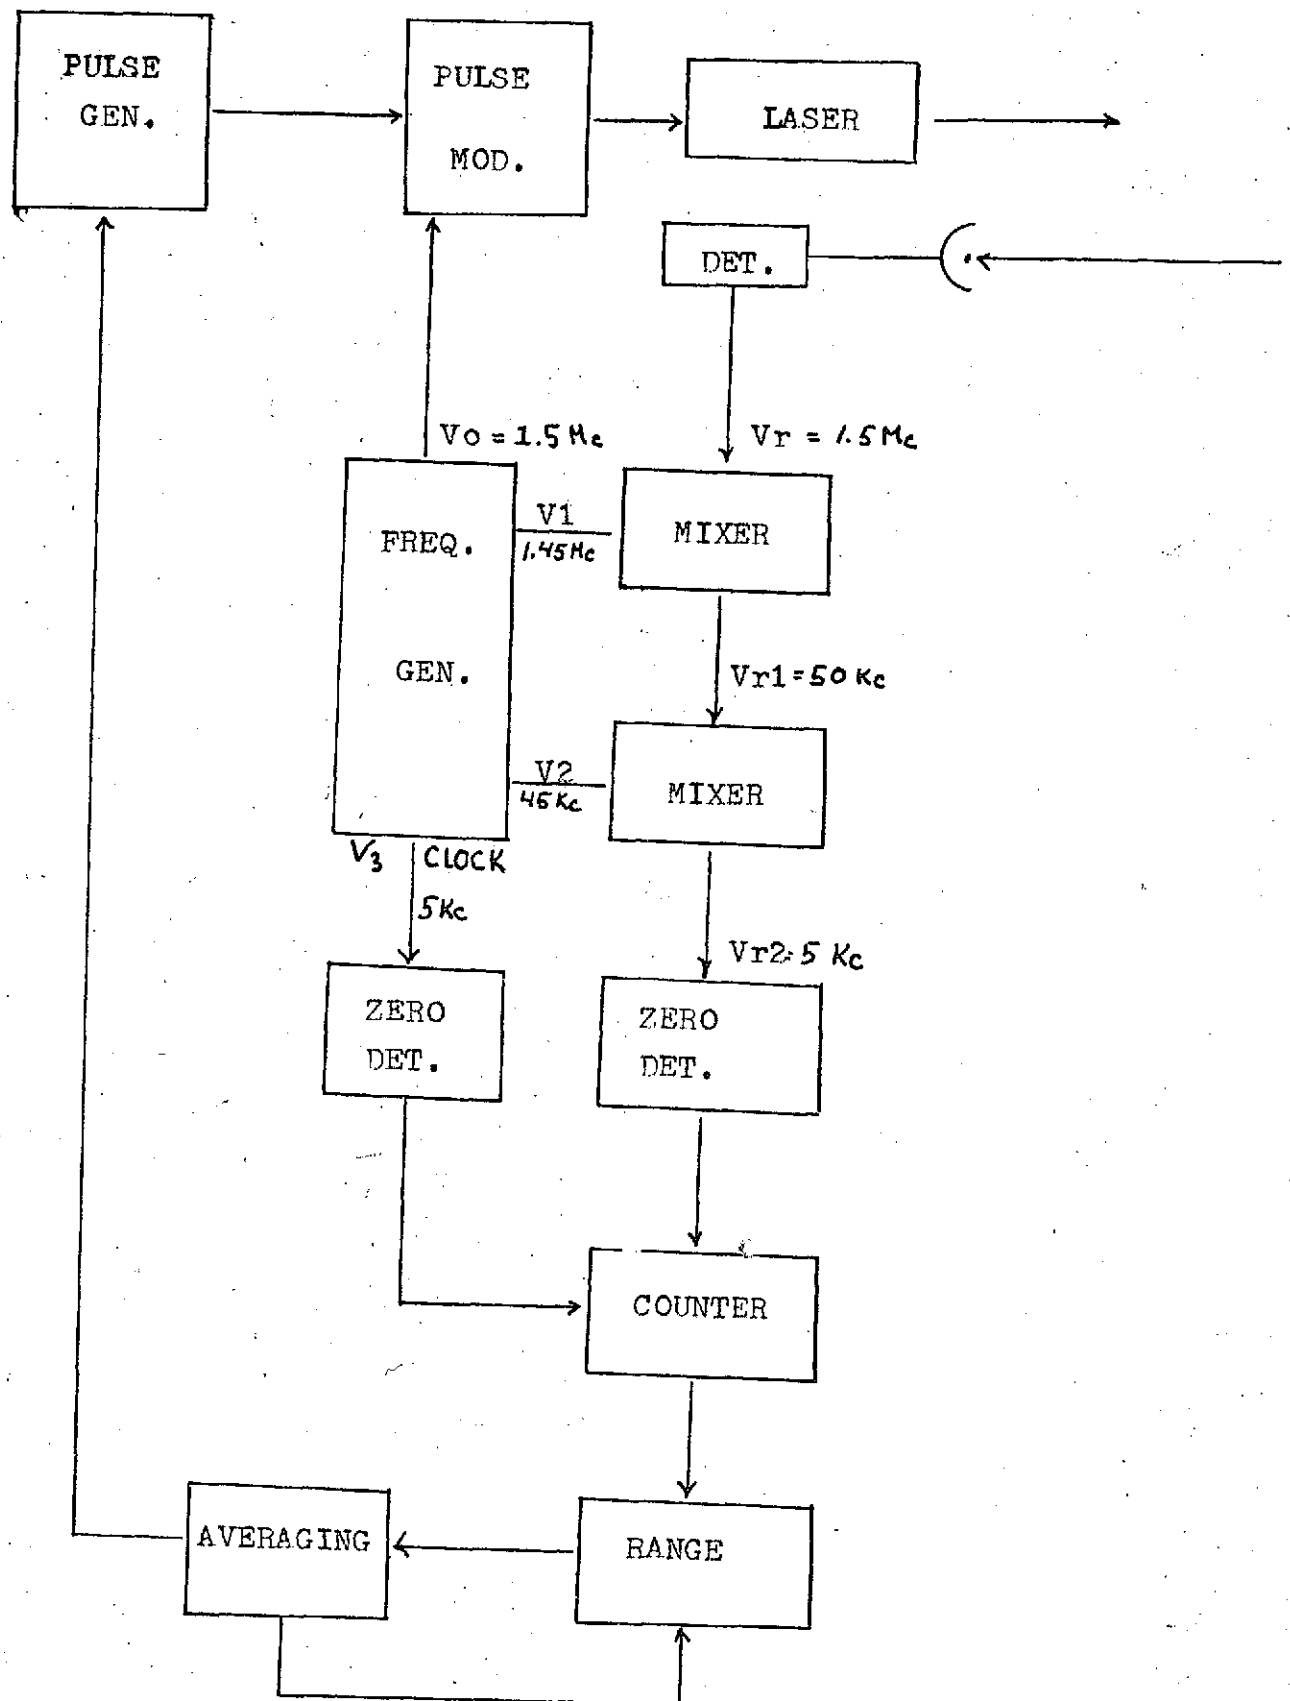 PULSE
GEN.
PULSE
MOD.
LASER
DET.
Vo = 1.5 Mc
Vr = 1.5 Mc
FREQ.
GEN.
V1
1.45 Mc
MIXER
Vr1 = 50 Kc
V2
45 Kc
MIXER
V3 CLOCK
5 Kc
Vr2 = 5 Kc
ZERO
DET.
ZERO
DET.
COUNTER
AVERAGING
RANGE